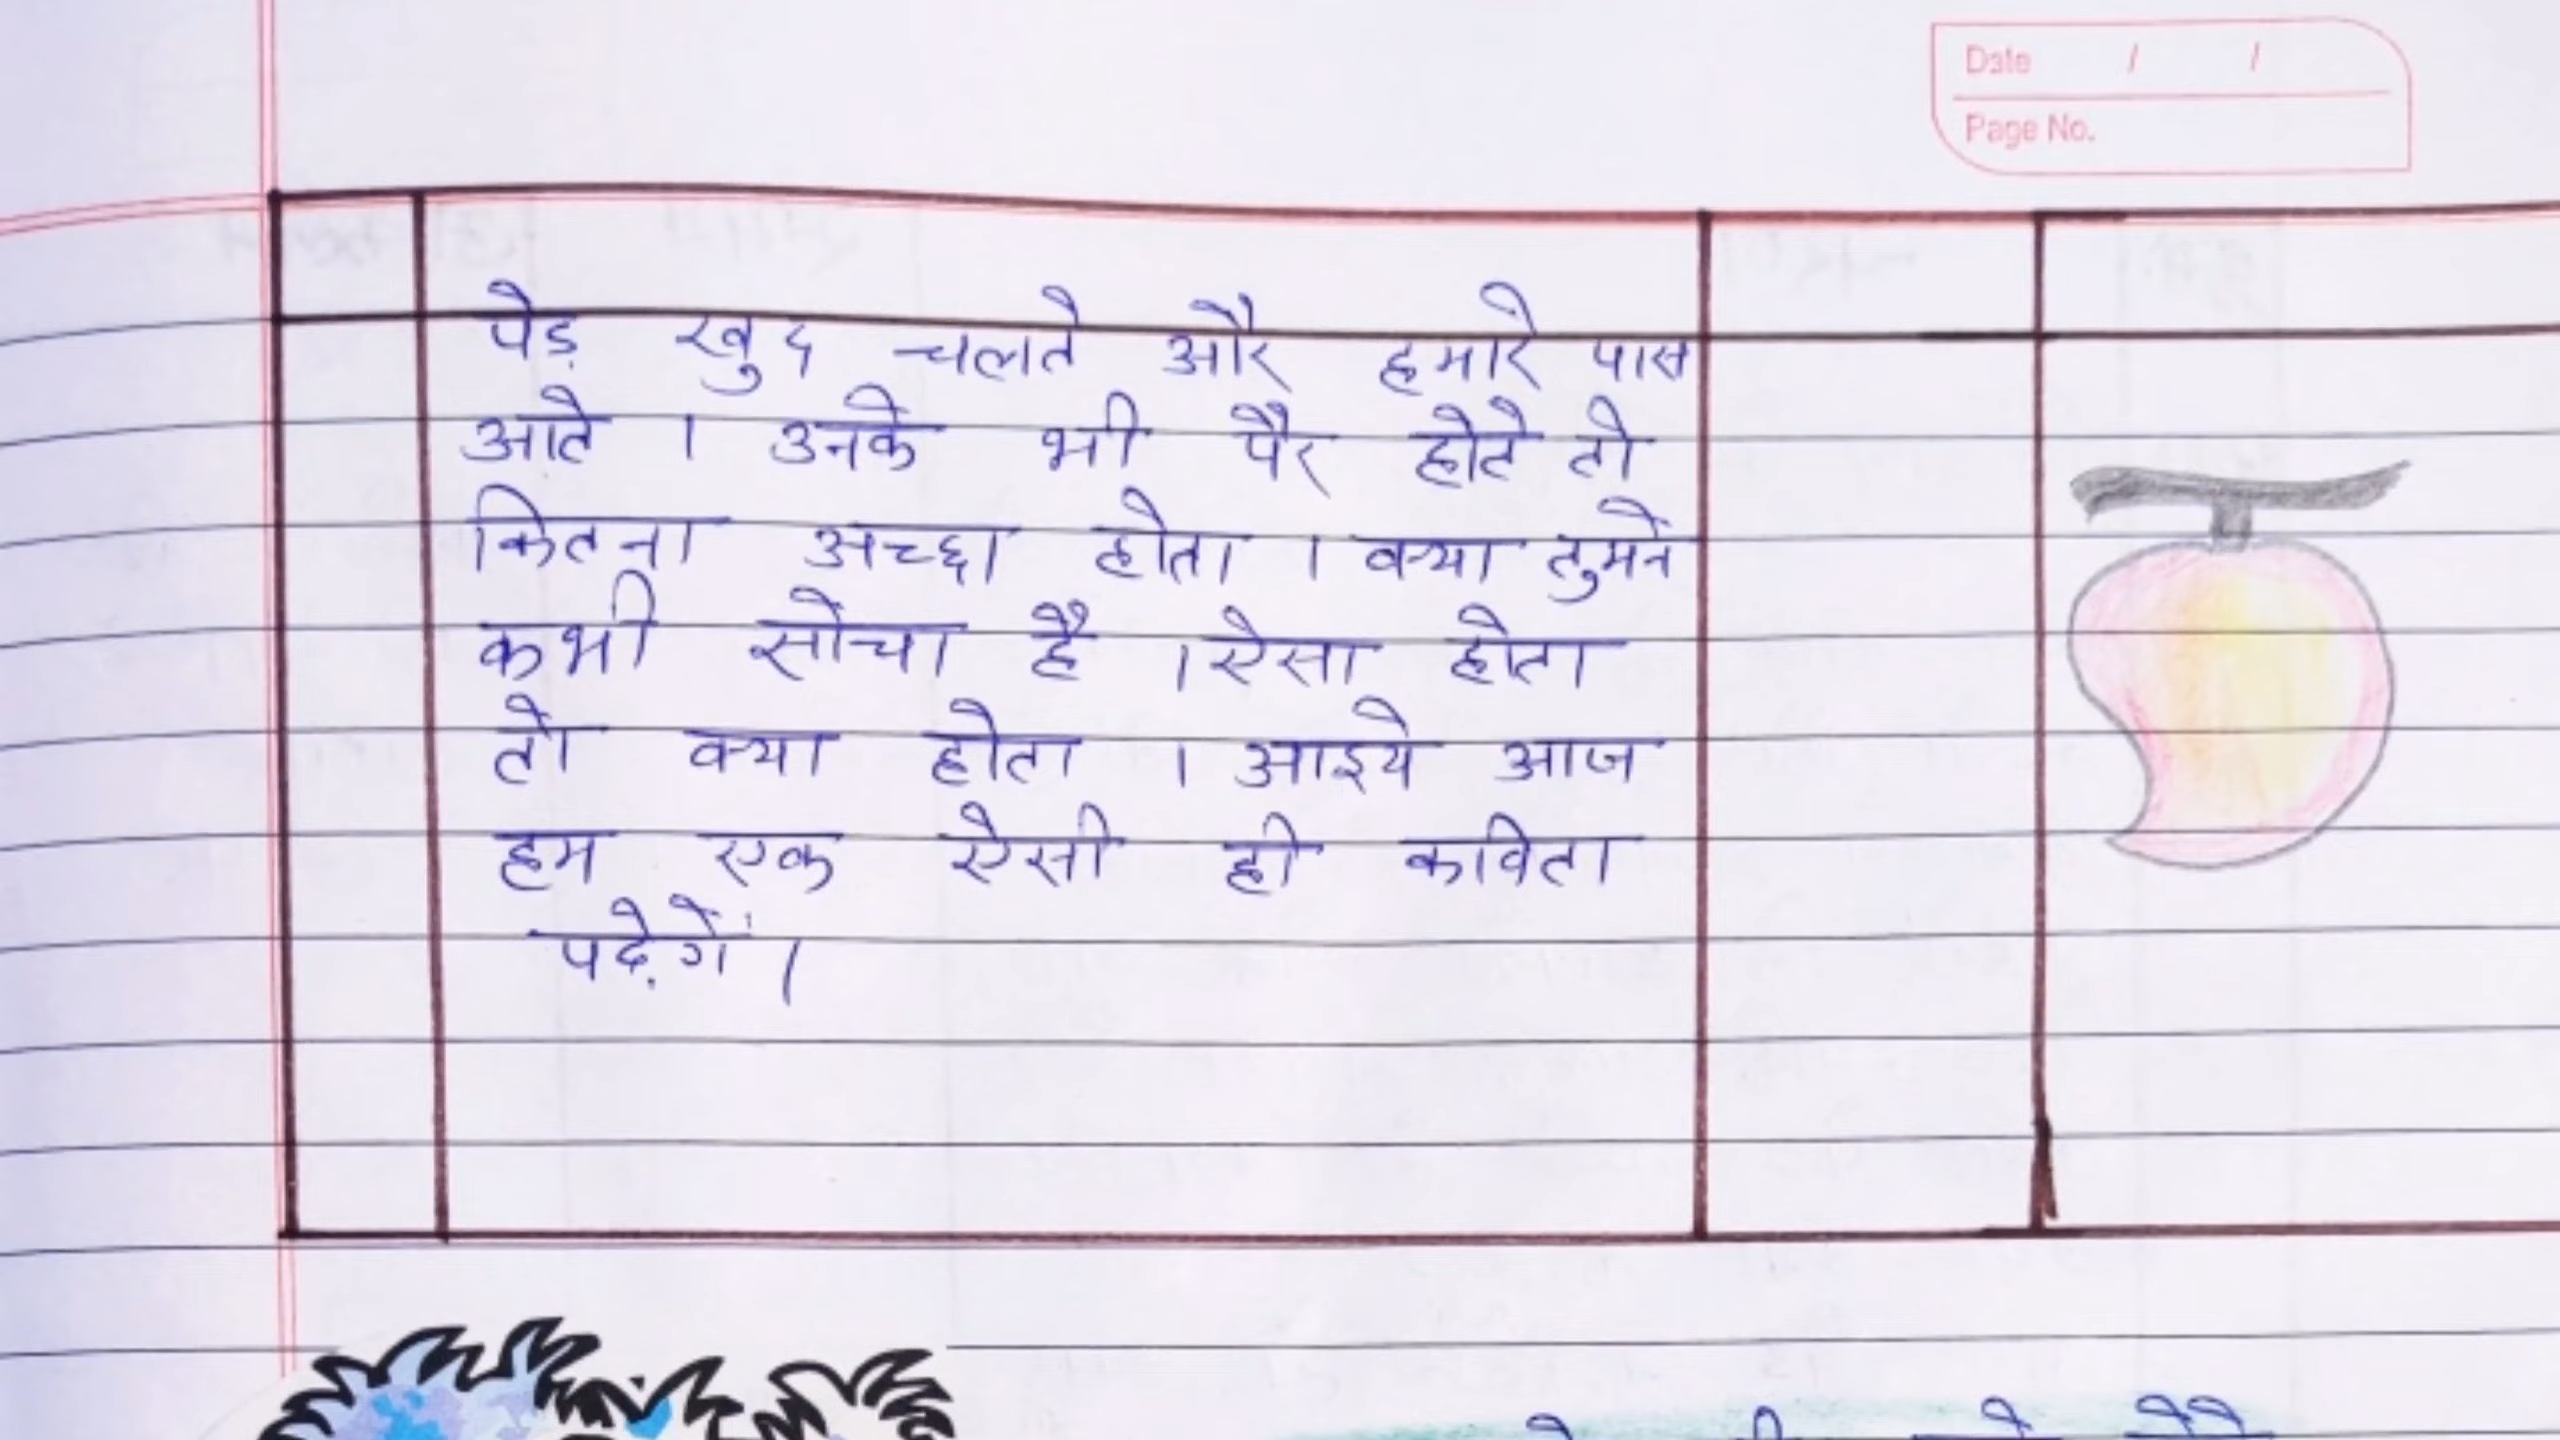 Date / /
Page No.
पेड़ खुद चलते और हमारे पास
आते । उनके भी पैर होते तो
कितना अच्छा होता । क्या तुमने
कभी सोचा है । ऐसा होता
तो क्या होता । आइये आज
हम एक ऐसी ही कविता
पढ़ेगें ।